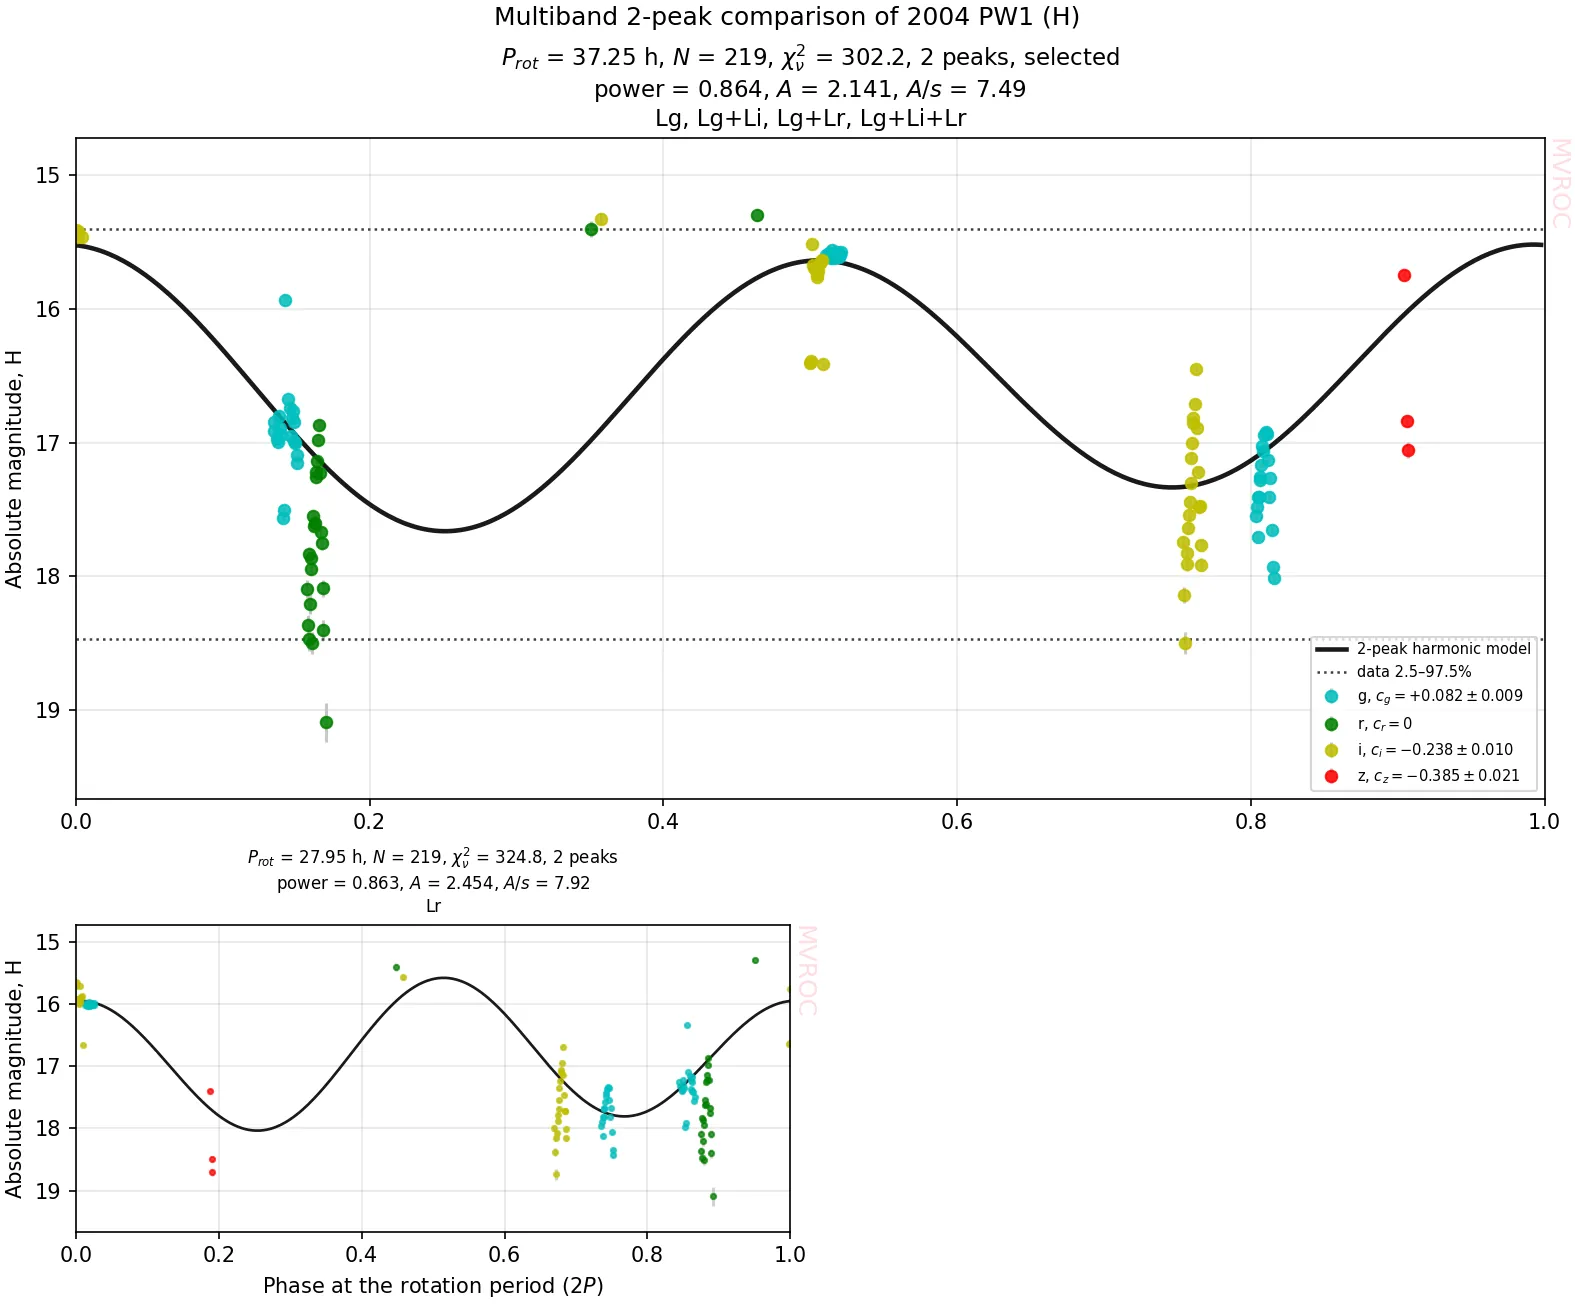 Multiband 2-peak comparison of 2004 PW1 (H)
P_rot = 37.25 h, N = 219, χ²_ν = 302.2, 2 peaks, selected
power = 0.864, A = 2.141, A/s = 7.49
Lg, Lg+Li, Lg+Lr, Lg+Li+Lr
MVROC
Absolute magnitude, H
15
16
17
18
19
2-peak harmonic model
data 2.5–97.5%
g, c_g = +0.082 ± 0.009
r, c_r = 0
i, c_i = −0.238 ± 0.010
z, c_z = −0.385 ± 0.021
0.0 0.2 0.4 0.6 0.8 1.0
P_rot = 27.95 h, N = 219, χ²_ν = 324.8, 2 peaks
power = 0.863, A = 2.454, A/s = 7.92
Lr
MVROC
Absolute magnitude, H
15
16
17
18
19
0.0 0.2 0.4 0.6 0.8 1.0
Phase at the rotation period (2P)